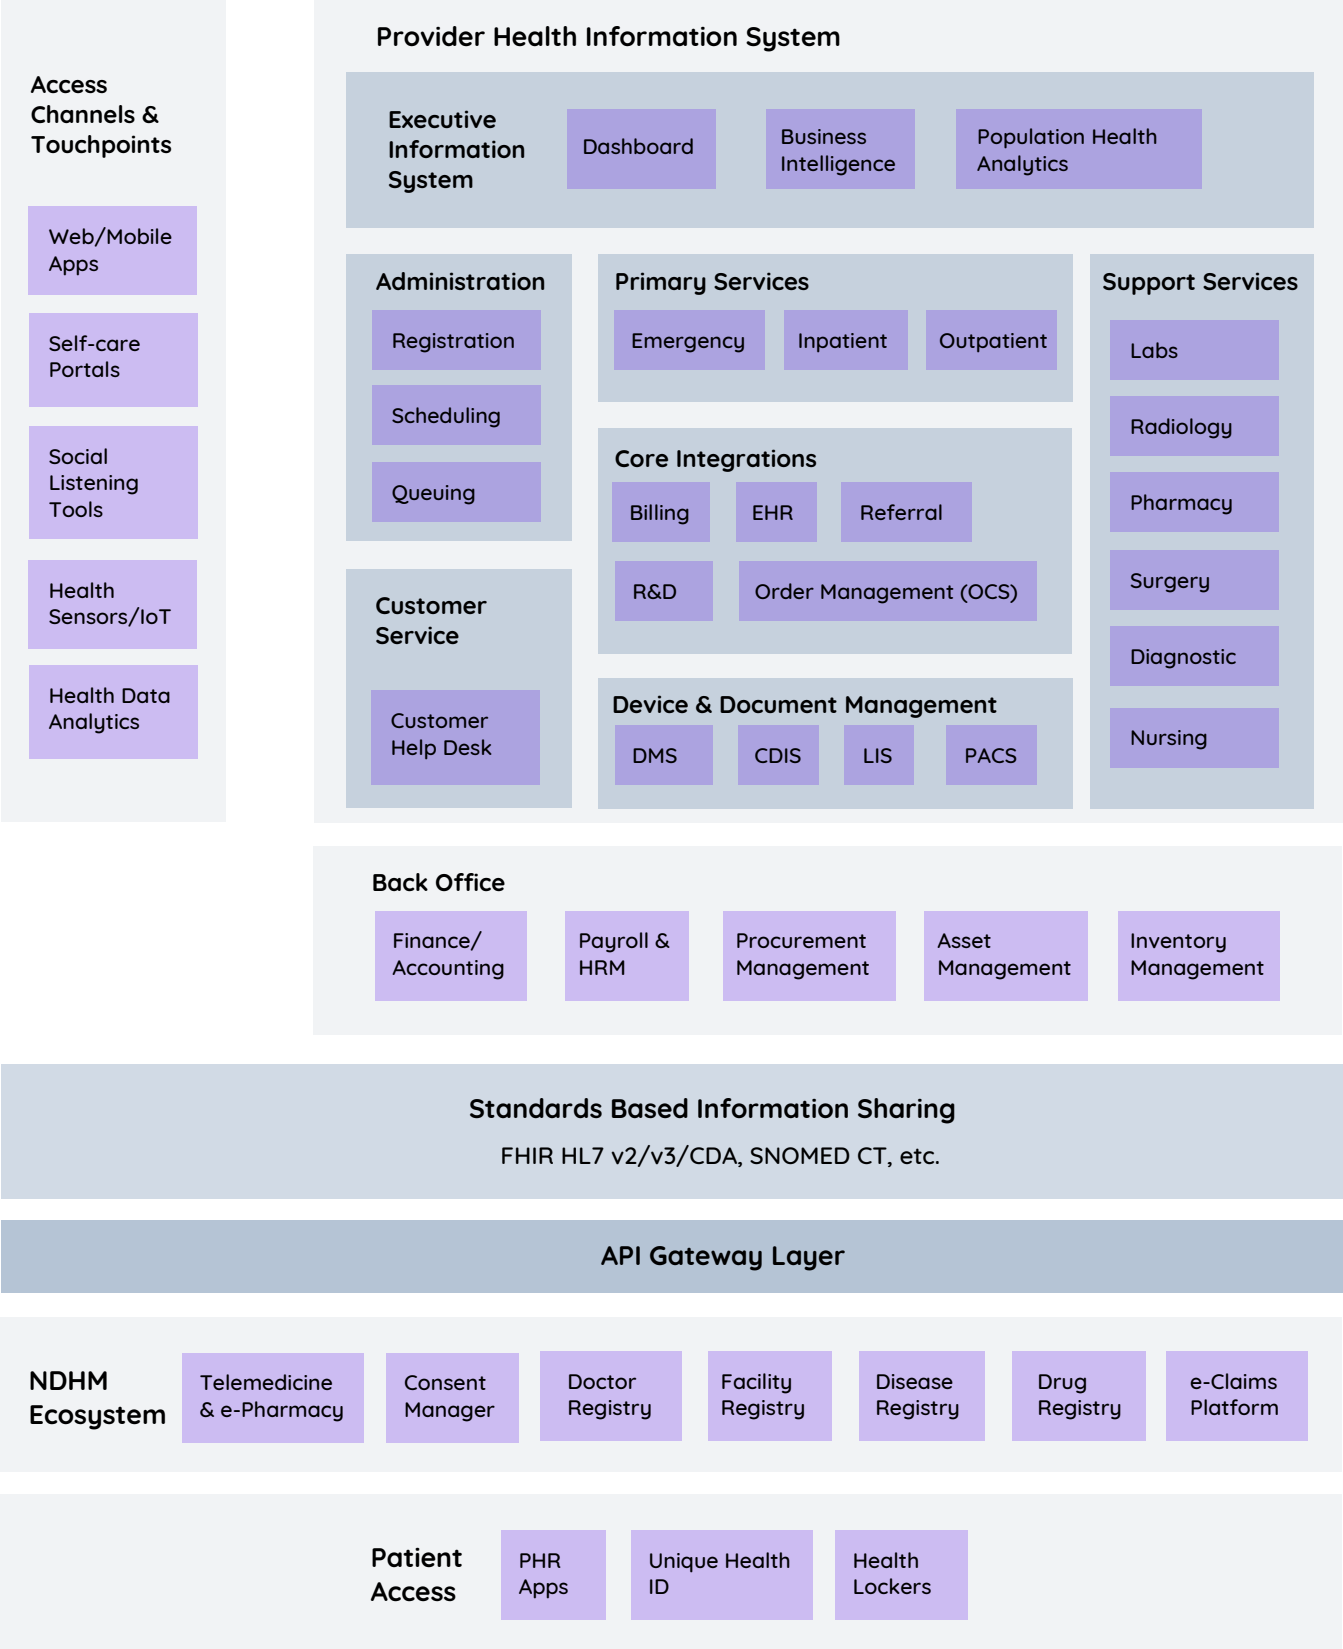 Access
Channels &
Touchpoints
Web/Mobile
Apps
Self-care
Portals
Social
Listening
Tools
Health
Sensors/IoT
Health Data
Analytics
Provider Health Information System
Executive
Information
System
Dashboard
Business
Intelligence
Population Health
Analytics
Administration
Registration
Scheduling
Queuing
Customer
Service
Customer
Help Desk
Primary Services
Emergency
Inpatient
Outpatient
Core Integrations
Billing
EHR
Referral
R&D
Order Management (OCS)
Device & Document Management
DMS
CDIS
LIS
PACS
Support Services
Labs
Radiology
Pharmacy
Surgery
Diagnostic
Nursing
Back Office
Finance/
Accounting
Payroll &
HRM
Procurement
Management
Asset
Management
Inventory
Management
Standards Based Information Sharing
FHIR HL7 v2/v3/CDA, SNOMED CT, etc.
API Gateway Layer
NDHM
Ecosystem
Telemedicine
& e-Pharmacy
Consent
Manager
Doctor
Registry
Facility
Registry
Disease
Registry
Drug
Registry
e-Claims
Platform
Patient
Access
PHR
Apps
Unique Health
ID
Health
Lockers